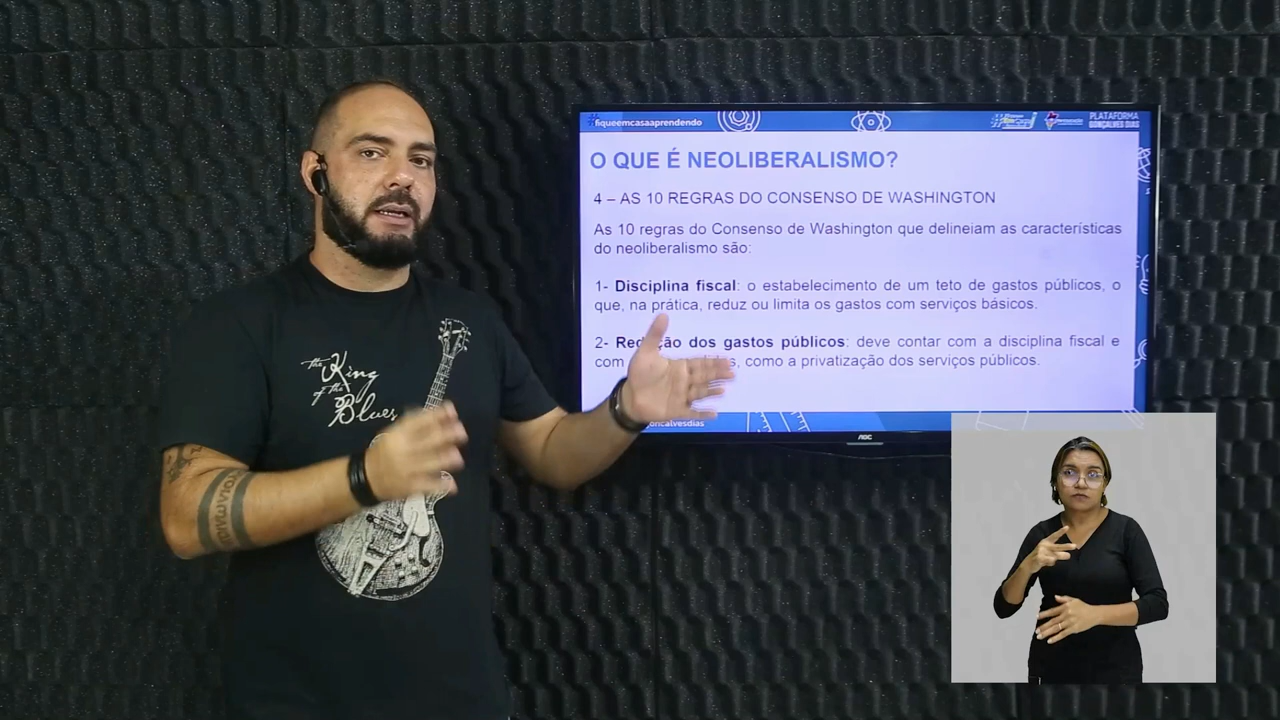 #fiqueemcasaaprendendo
PLATAFORMA
GONÇALVES DIAS
O QUE É NEOLIBERALISMO?
4 – AS 10 REGRAS DO CONSENSO DE WASHINGTON
As 10 regras do Consenso de Washington que delineiam as características
do neoliberalismo são:
1- Disciplina fiscal: o estabelecimento de um teto de gastos públicos, o
que, na prática, reduz ou limita os gastos com serviços básicos.
2- dos gastos públicos: deve contar com a disciplina fiscal e
com como a privatização dos serviços públicos.
AOC
the King
of the
Blues